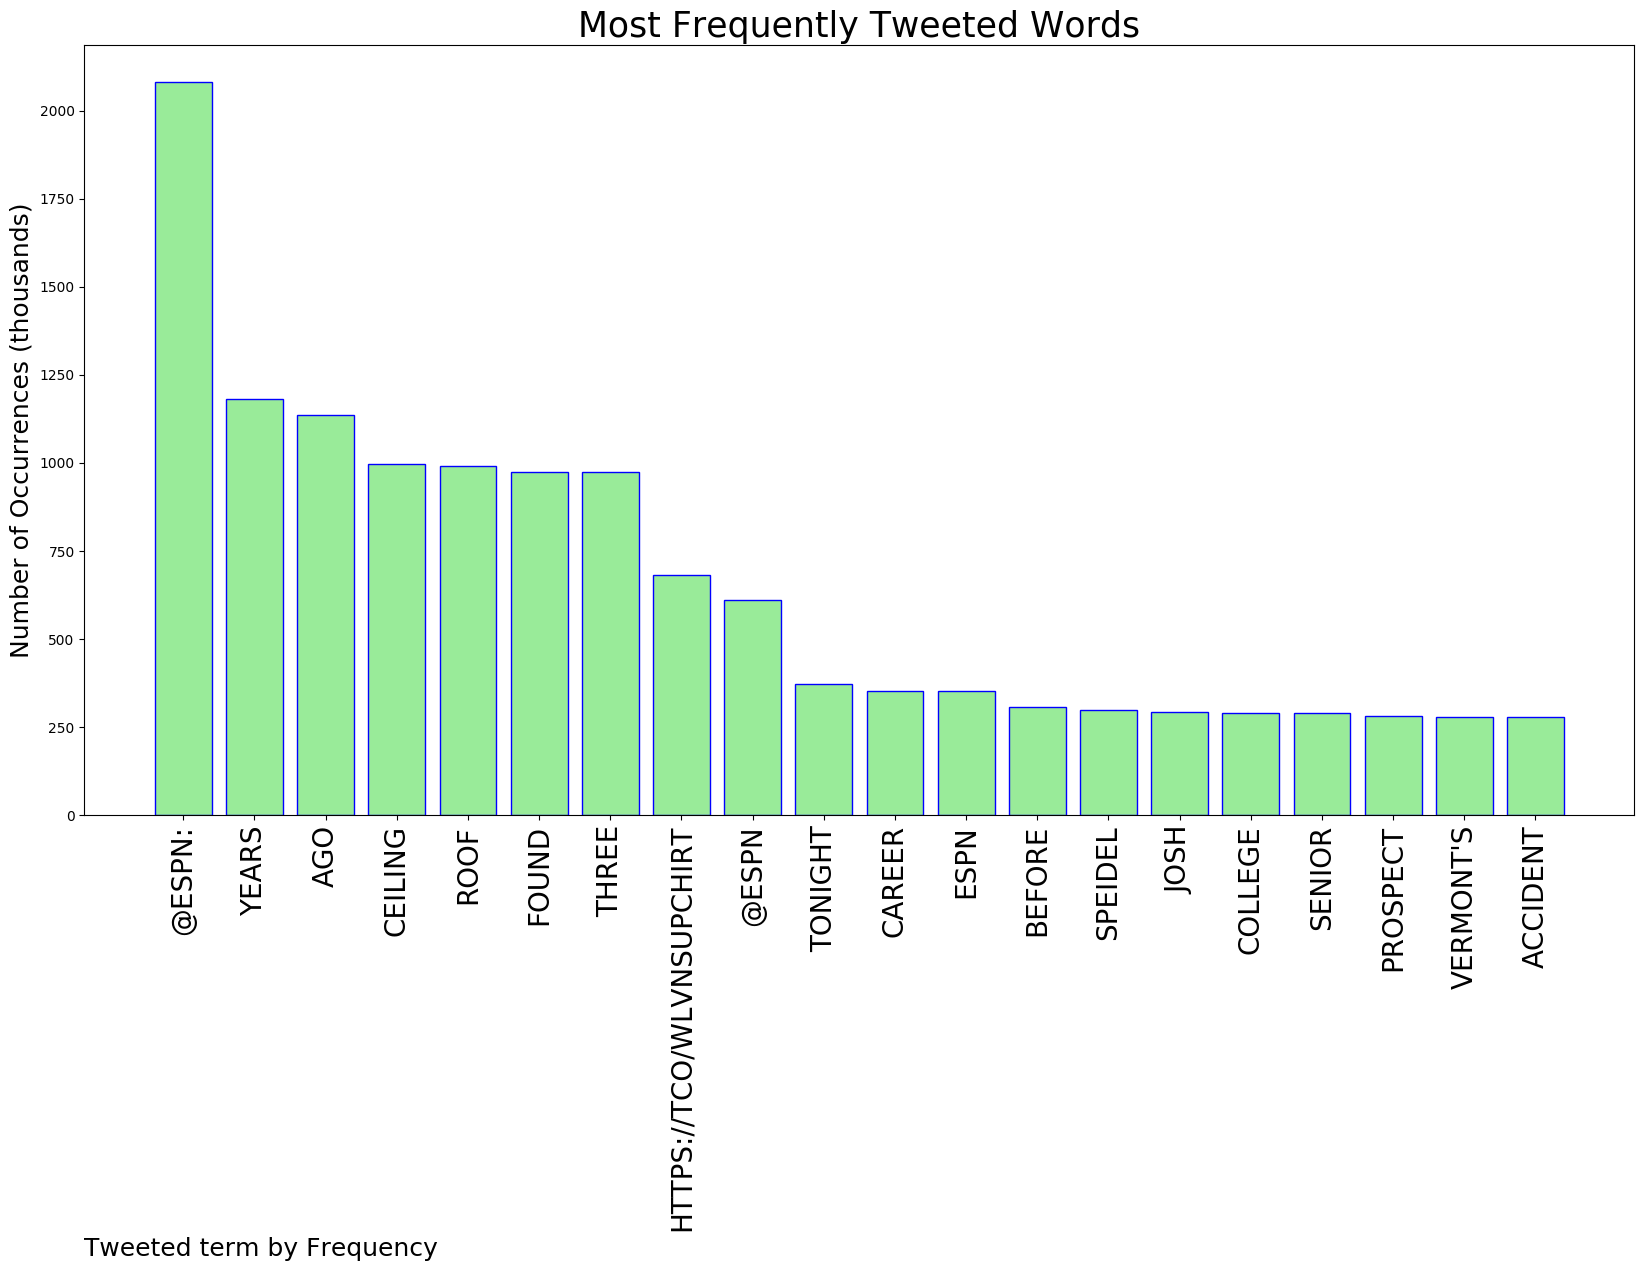 Most Frequently Tweeted Words
Number of Occurrences (thousands)
2000
1750
1500
1250
1000
750
500
250
0
@ESPN:
YEARS
AGO
CEILING
ROOF
FOUND
THREE
HTTPS://TCO/WLVNSUPCHIRT
@ESPN
TONIGHT
CAREER
ESPN
BEFORE
SPEIDEL
JOSH
COLLEGE
SENIOR
PROSPECT
VERMONT'S
ACCIDENT
Tweeted term by Frequency